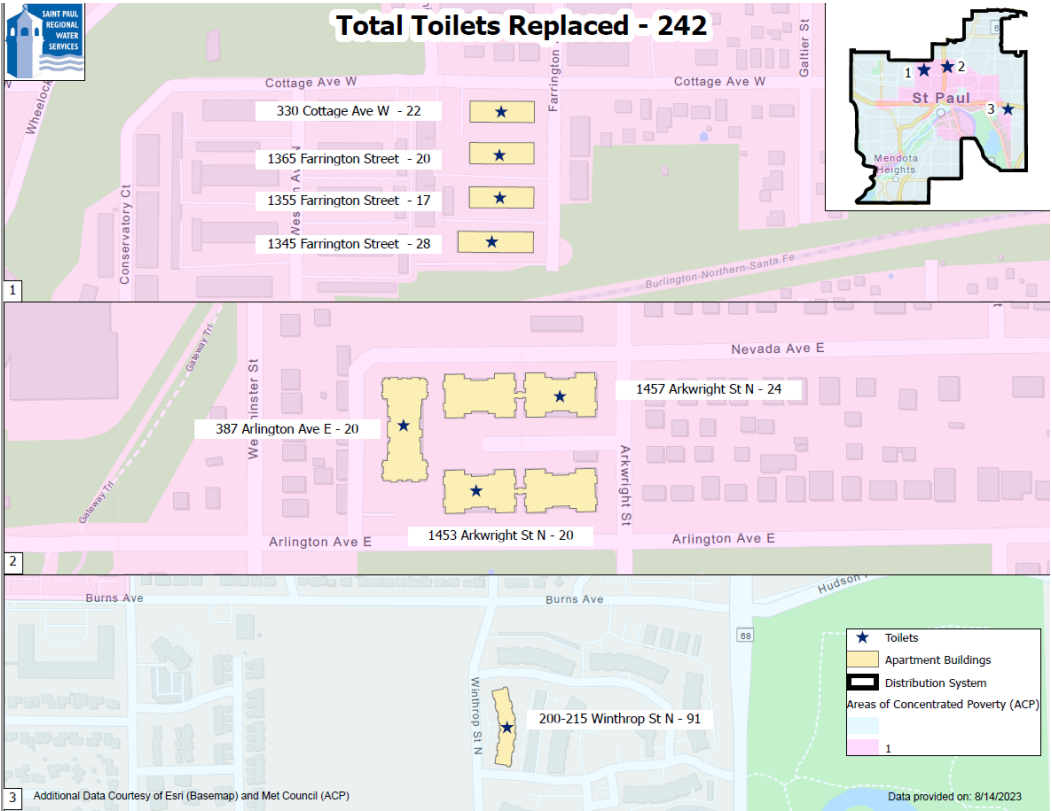 SAINT PAUL
REGIONAL
WATER
SERVICES
Total Toilets Replaced - 242
Wheelock
Cottage Ave W
Farrington
Cottage Ave W
Galtier St
330 Cottage Ave W - 22
1365 Farrington Street - 20
1355 Farrington Street - 17
1345 Farrington Street - 28
Conservatory Ct
Burlington Northern Santa Fe
1
1
2
St Paul
3
Mendota
Heights
Gateway Trl
Gateway Trl
Nevada Ave E
1457 Arkwright St N - 24
387 Arlington Ave E - 20
1453 Arkwright St N - 20
Arkwright St
Arlington Ave E
Arlington Ave E
2
Burns Ave
Burns Ave
Hudson
68
Winthrop St N
200-215 Winthrop St N - 91
Toilets
Apartment Buildings
Distribution System
Areas of Concentrated Poverty (ACP)
1
3
Additional Data Courtesy of Esri (Basemap) and Met Council (ACP)
Data provided on: 8/14/2023